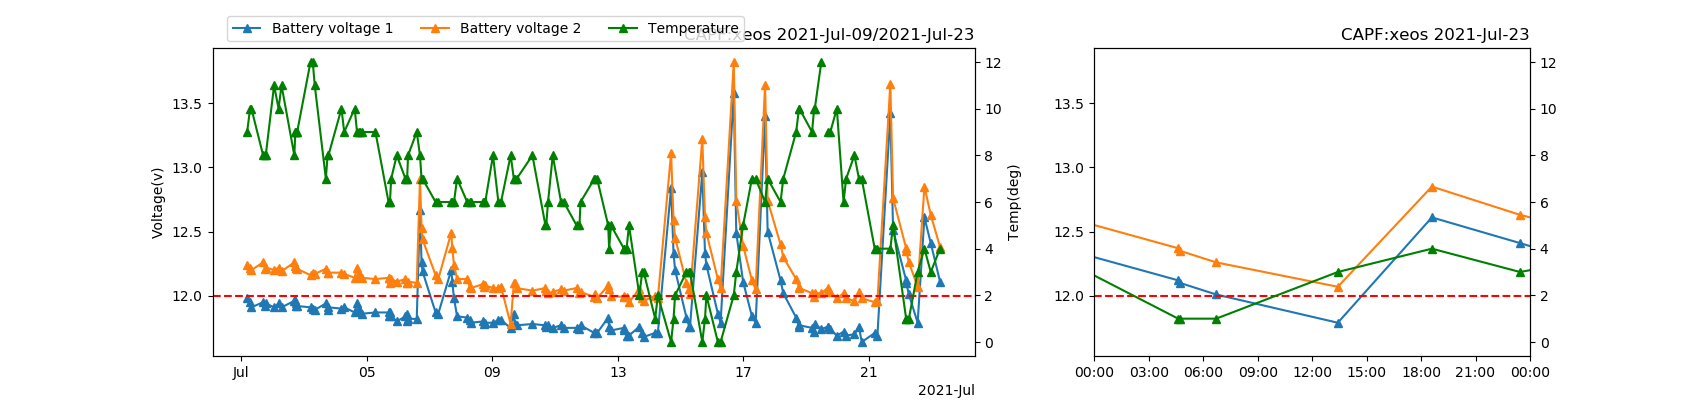 Battery voltage 1 Battery voltage 2 Temperature
CAPF:xeos 2021-Jul-09/2021-Jul-23
CAPF:xeos 2021-Jul-23
Voltage(v)
13.5
13.0
12.5
12.0
Jul 05 09 13 17 21
2021-Jul
12
10
8
6
4
2
0
Temp(deg)
13.5
13.0
12.5
12.0
00:00 03:00 06:00 09:00 12:00 15:00 18:00 21:00 00:00
12
10
8
6
4
2
0